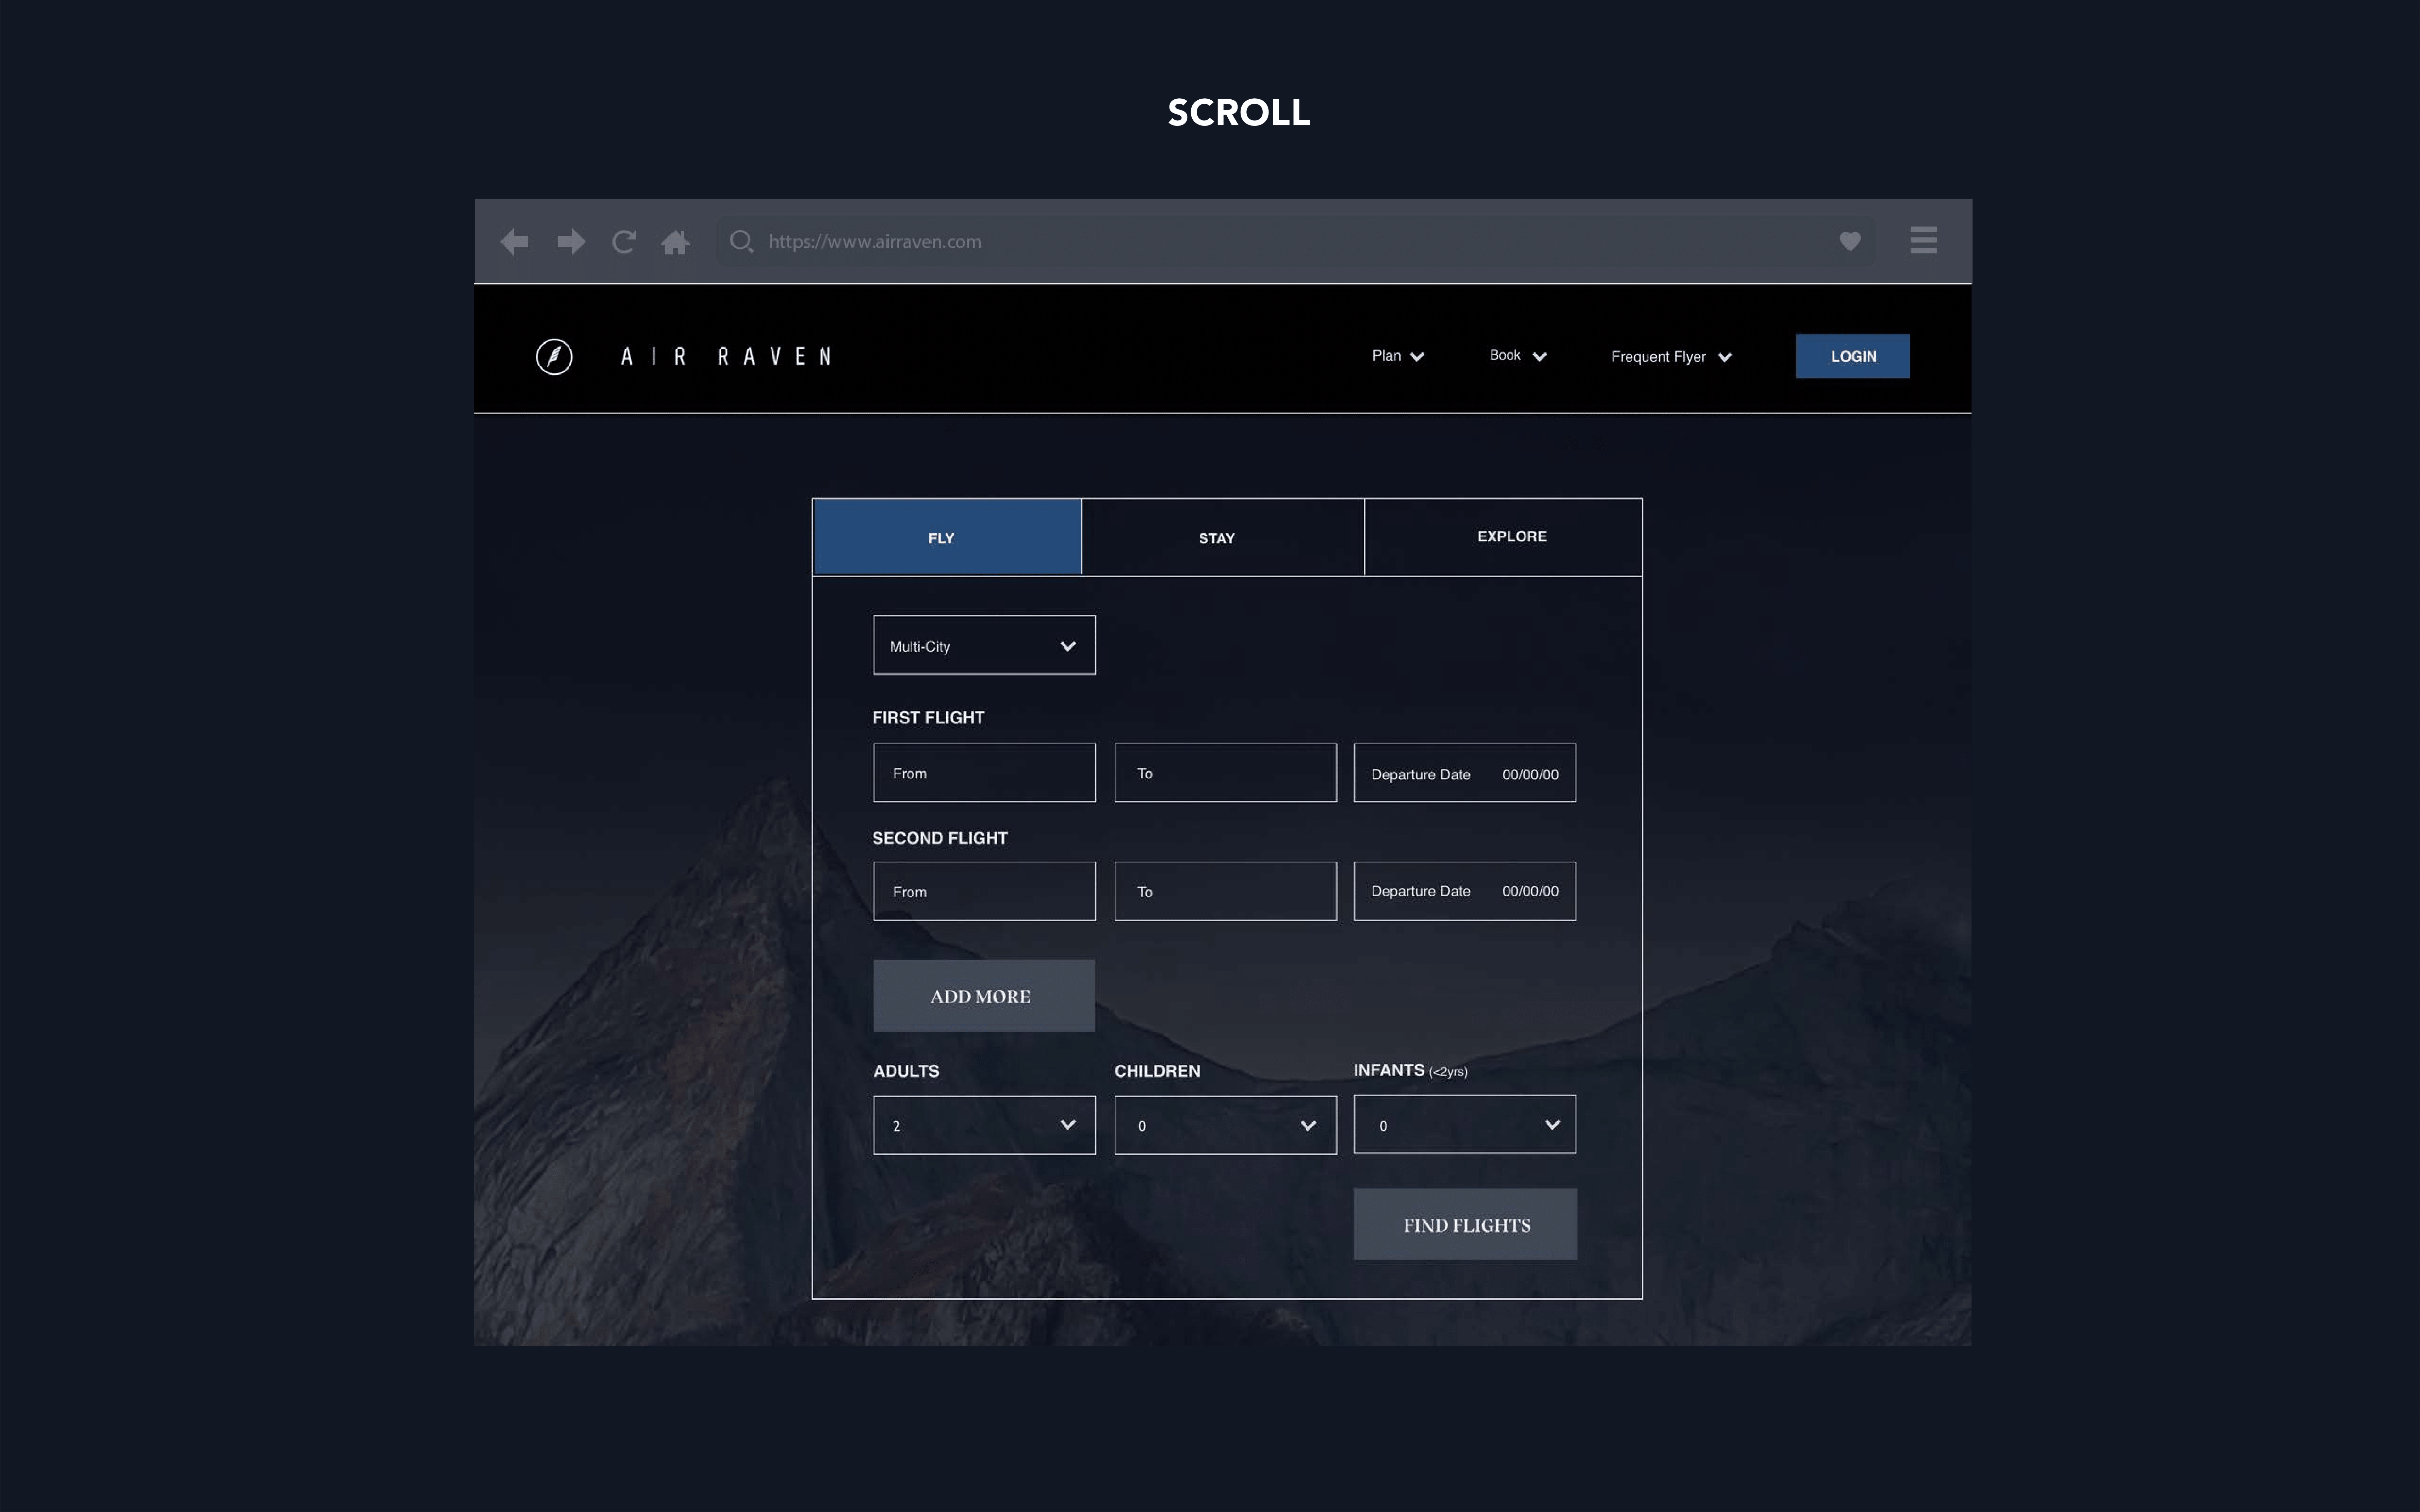 SCROLL
https://www.airraven.com
AIR RAVEN
Plan
Book
Frequent Flyer
LOGIN
FLY
STAY
EXPLORE
Multi-City
FIRST FLIGHT
From
To
Departure Date 00/00/00
SECOND FLIGHT
From
To
Departure Date 00/00/00
ADD MORE
ADULTS
CHILDREN
INFANTS (<2yrs)
2
0
0
FIND FLIGHTS